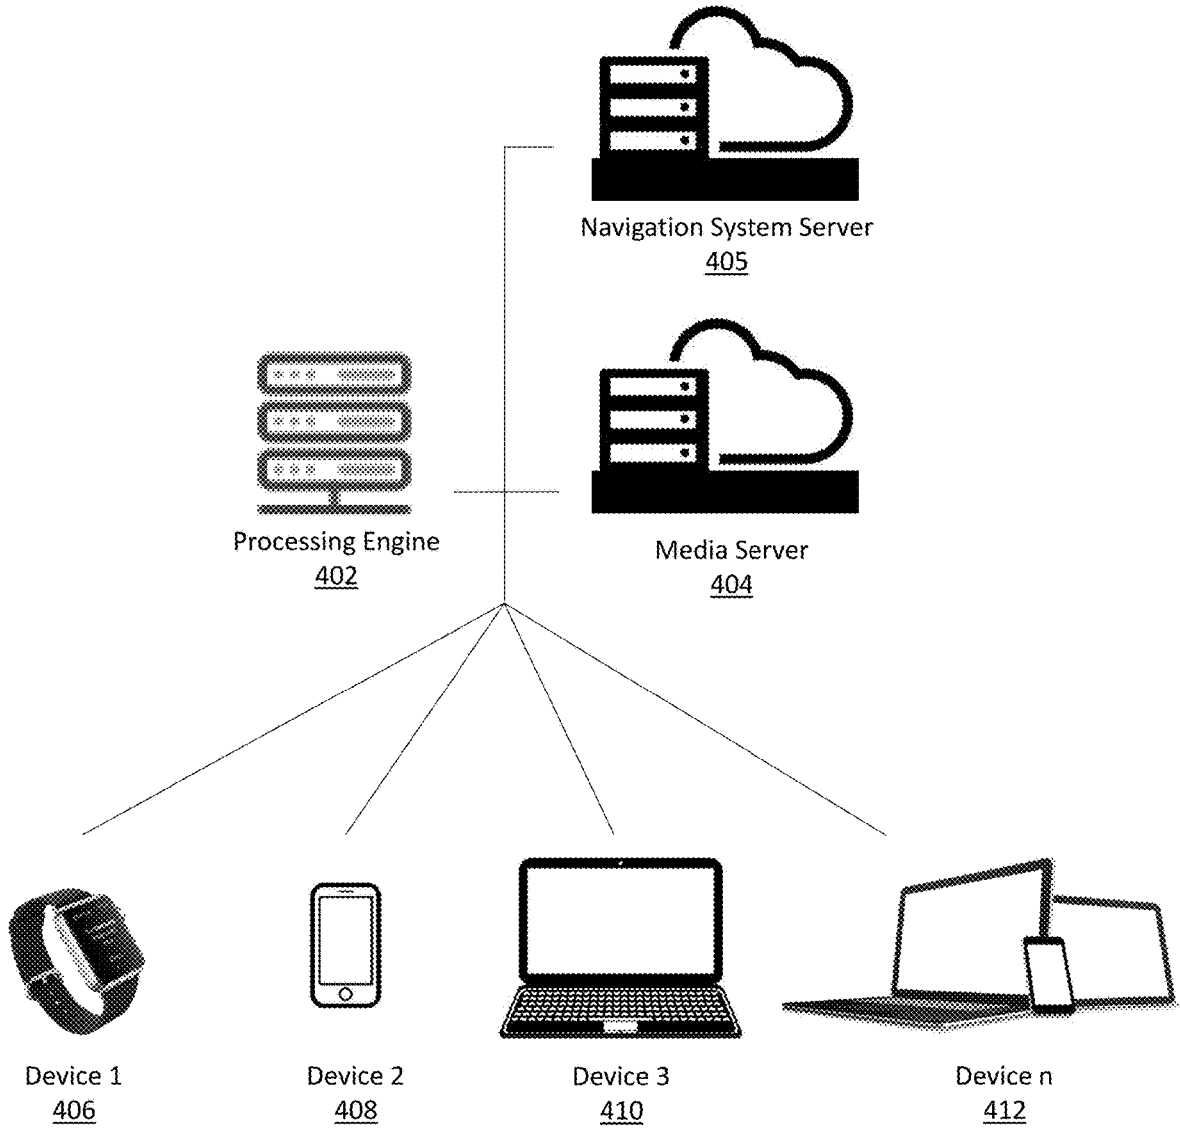 Navigation System Server
405
Processing Engine
402
Media Server
404
Device 1
406
Device 2
408
Device 3
410
Device n
412